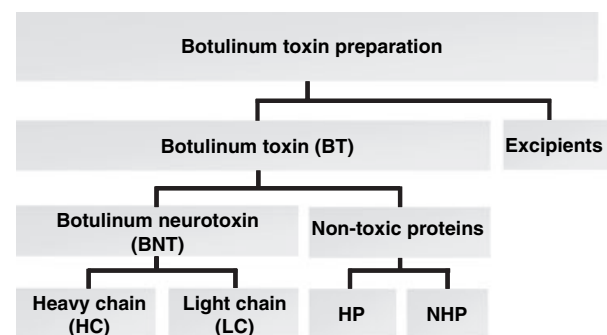 Botulinum toxin preparation
Botulinum toxin (BT)
Excipients
Botulinum neurotoxin
(BNT)
Non-toxic proteins
Heavy chain
(HC)
Light chain
(LC)
HP
NHP